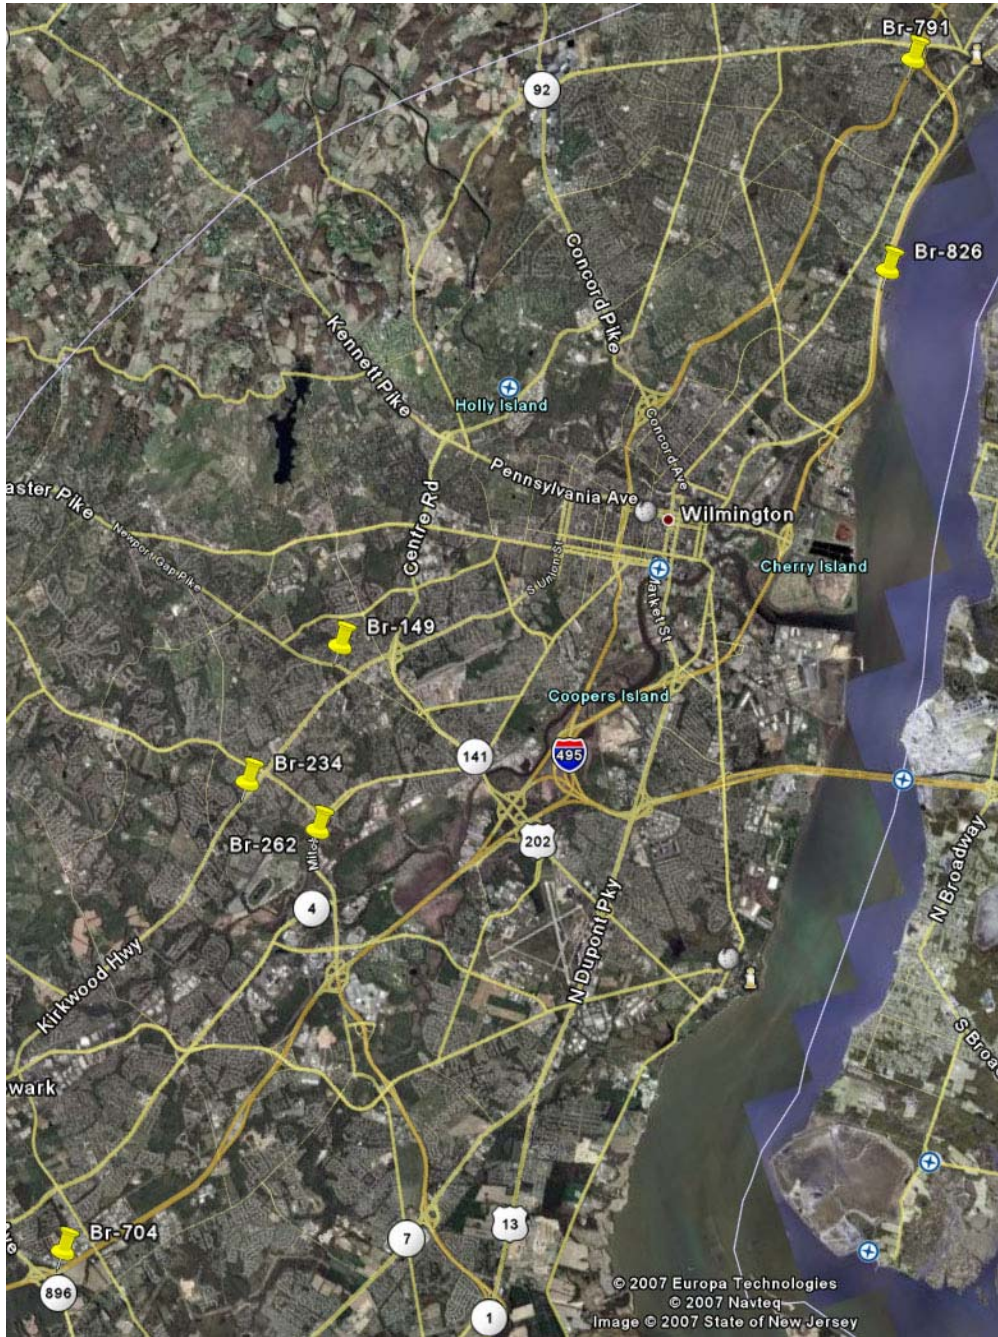 Br-791
92
Concord Pike
Br-826
Kennett Pike
Holly Island
Concord Ave
Pennsylvania Ave
Wilmington
aster Pike
Newport Gap Pike
Centre Rd
S Union St
Cherry Island
Market St
Br-149
Coopers Island
141
495
Br-234
Br-262
202
4
N Dupont Pky
N Broadway
Kirkwood Hwy
S Broad
wark
Br-704
7
13
896
1
© 2007 Europa Technologies
© 2007 Navteq
Image © 2007 State of New Jersey